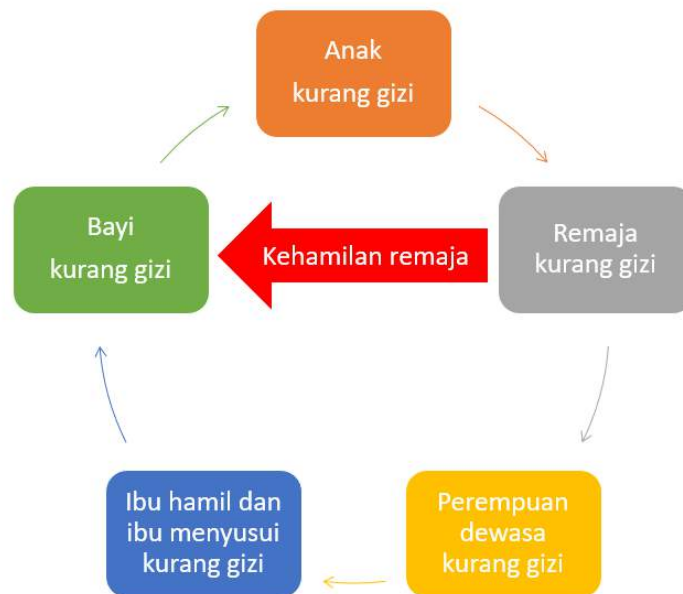 Anak
kurang gizi
Bayi
kurang gizi
Kehamilan remaja
Remaja
kurang gizi
Ibu hamil dan
ibu menyusui
kurang gizi
Perempuan
dewasa
kurang gizi